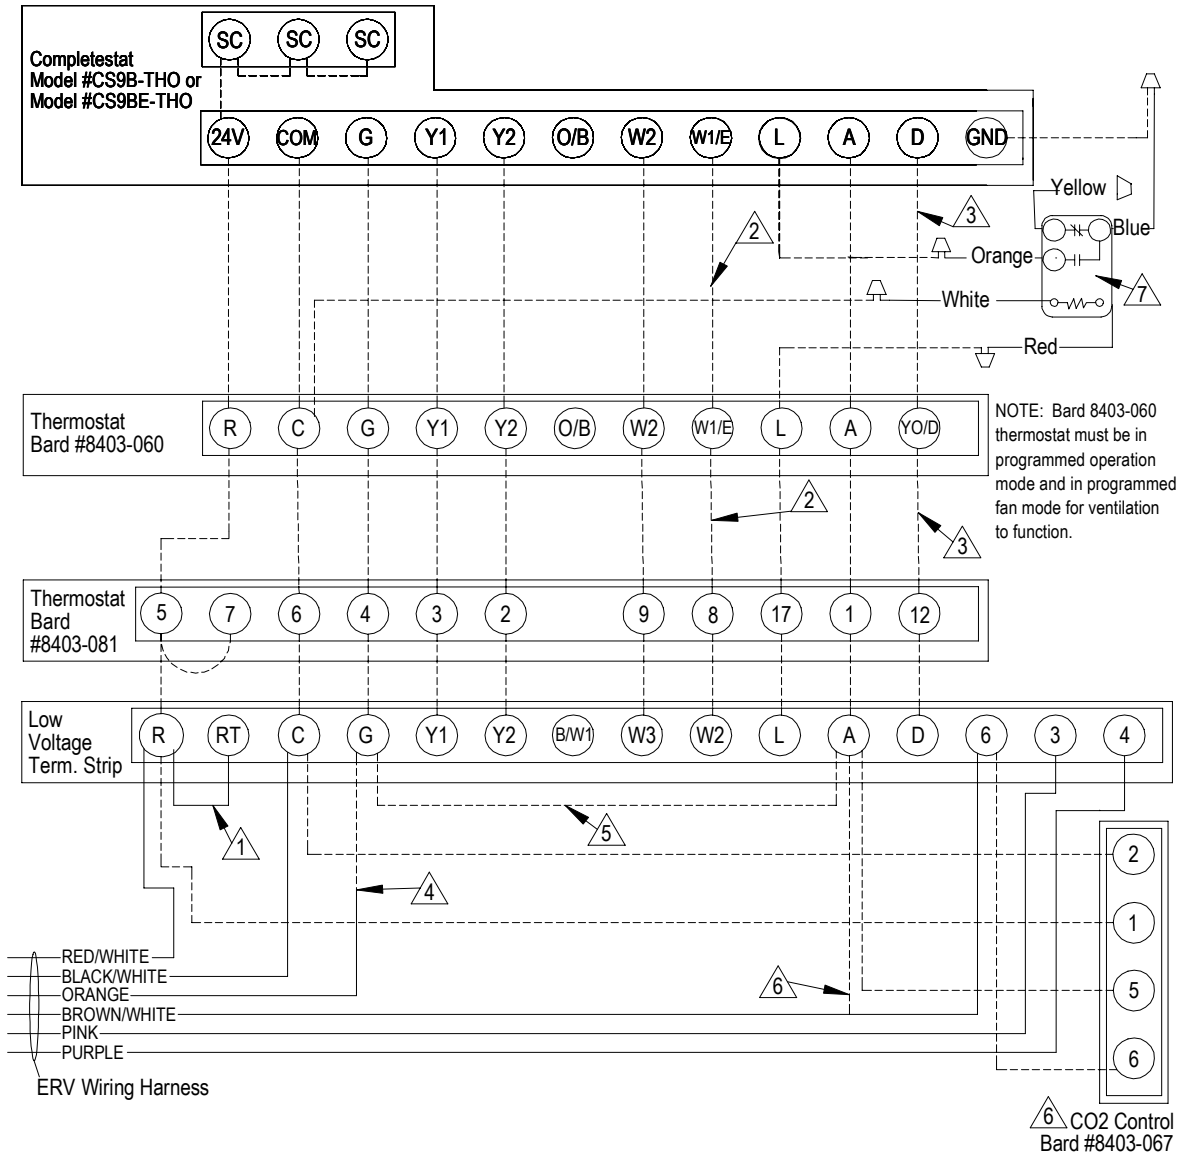 SC SC SC
Completestat
Model #CS9B-THO or
Model #CS9BE-THO
24V COM G Y1 Y2 O/B W2 W1/E L A D GND
Yellow
3
2
Blue
Orange
7
White
Red
Thermostat
Bard #8403-060
R C G Y1 Y2 O/B W2 W1/E L A YO/D
NOTE: Bard 8403-060
thermostat must be in
programmed operation
mode and in programmed
fan mode for ventilation
to function.
2
3
Thermostat
Bard
#8403-081
5 7 6 4 3 2 9 8 17 1 12
Low
Voltage
Term. Strip
R RT C G Y1 Y2 B/W1 W3 W2 L A D 6 3 4
1
5
2
4
1
RED/WHITE
BLACK/WHITE
ORANGE
BROWN/WHITE
PINK
PURPLE
6
5
6
ERV Wiring Harness
6 CO2 Control
Bard #8403-067